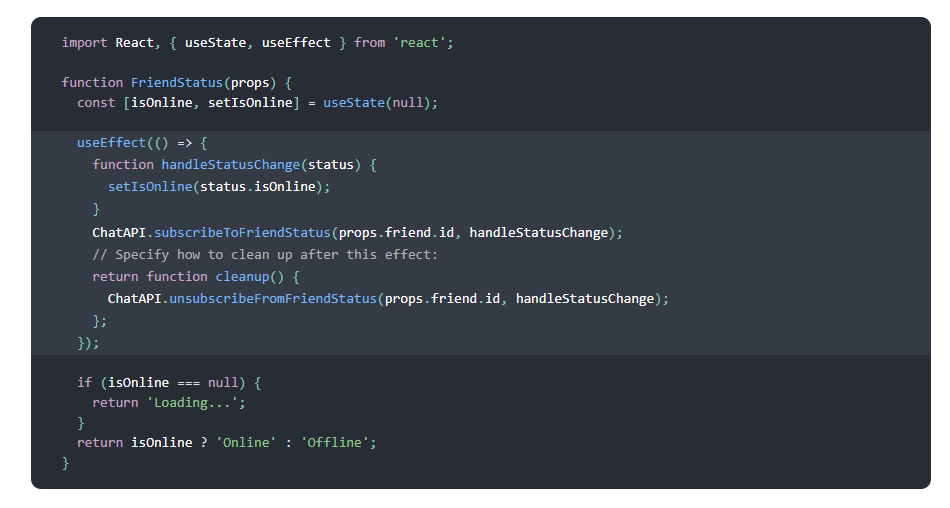 import React, { useState, useEffect } from 'react';
function FriendStatus(props) {
const [isOnline, setIsOnline] = useState(null);
useEffect(() => {
function handleStatusChange(status) {
setIsOnline(status.isOnline);
}
ChatAPI.subscribeToFriendStatus(props.friend.id, handleStatusChange);
// Specify how to clean up after this effect:
return function cleanup() {
ChatAPI.unsubscribeFromFriendStatus(props.friend.id, handleStatusChange);
};
});
if (isOnline === null) {
return 'Loading...';
}
return isOnline ? 'Online' : 'Offline';
}